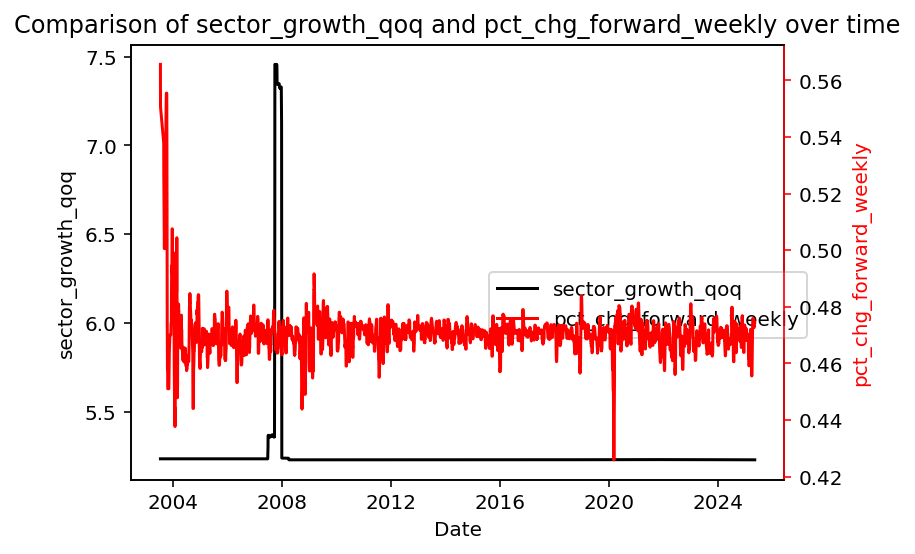 Comparison of sector_growth_qoq and pct_chg_forward_weekly over time
7.5
7.0
6.5
6.0
5.5
sector_growth_qoq
0.56
0.54
0.52
0.50
0.48
0.46
0.44
0.42
pct_chg_forward_weekly
sector_growth_qoq
pct_chg_forward_weekly
2004 2008 2012 2016 2020 2024
Date